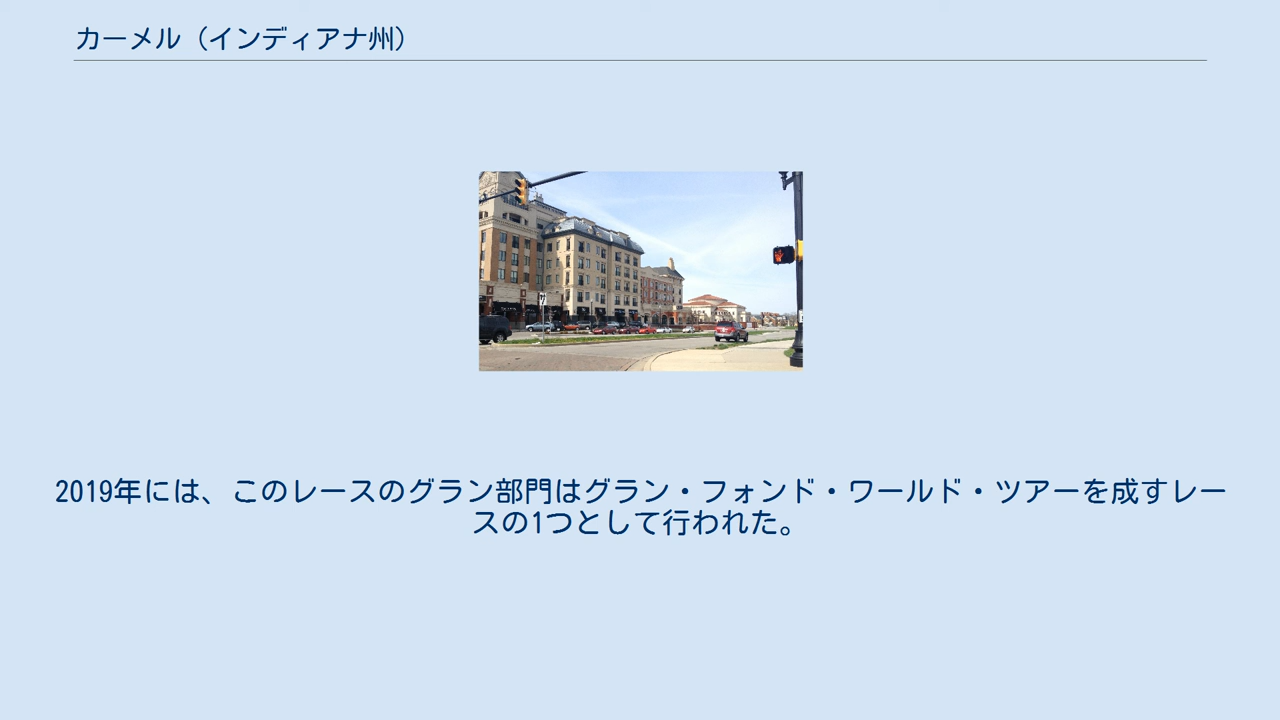 カーメル（インディアナ州）
2019年には、このレースのグラン部門はグラン・フォンド・ワールド・ツアーを成すレー
スの1つとして行われた。